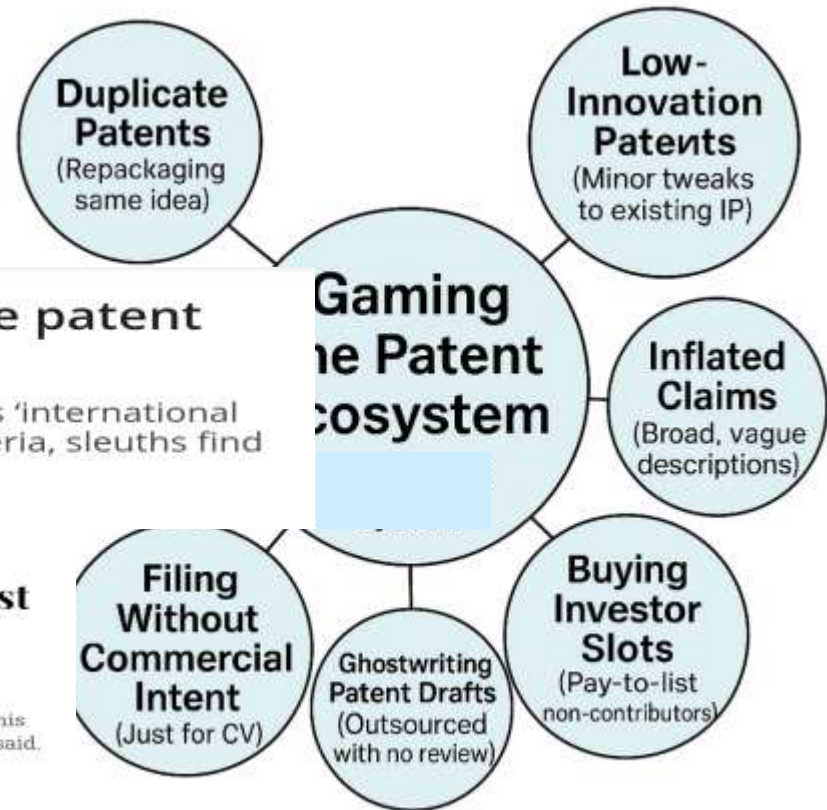 Duplicate
Patents
(Repackaging
same idea)
Low-
Innovation
Patents
(Minor tweaks
to existing IP)
e patent
s ‘international
eria, sleuths find
Gaming
he Patent
cosystem
Inflated
Claims
(Broad, vague
descriptions)
st
his
said.
Filing
Without
Commercial
Intent
(Just for CV)
Ghostwriting
Patent Drafts
(Outsourced
with no review)
Buying
Investor
Slots
(Pay-to-list
non-contributors)